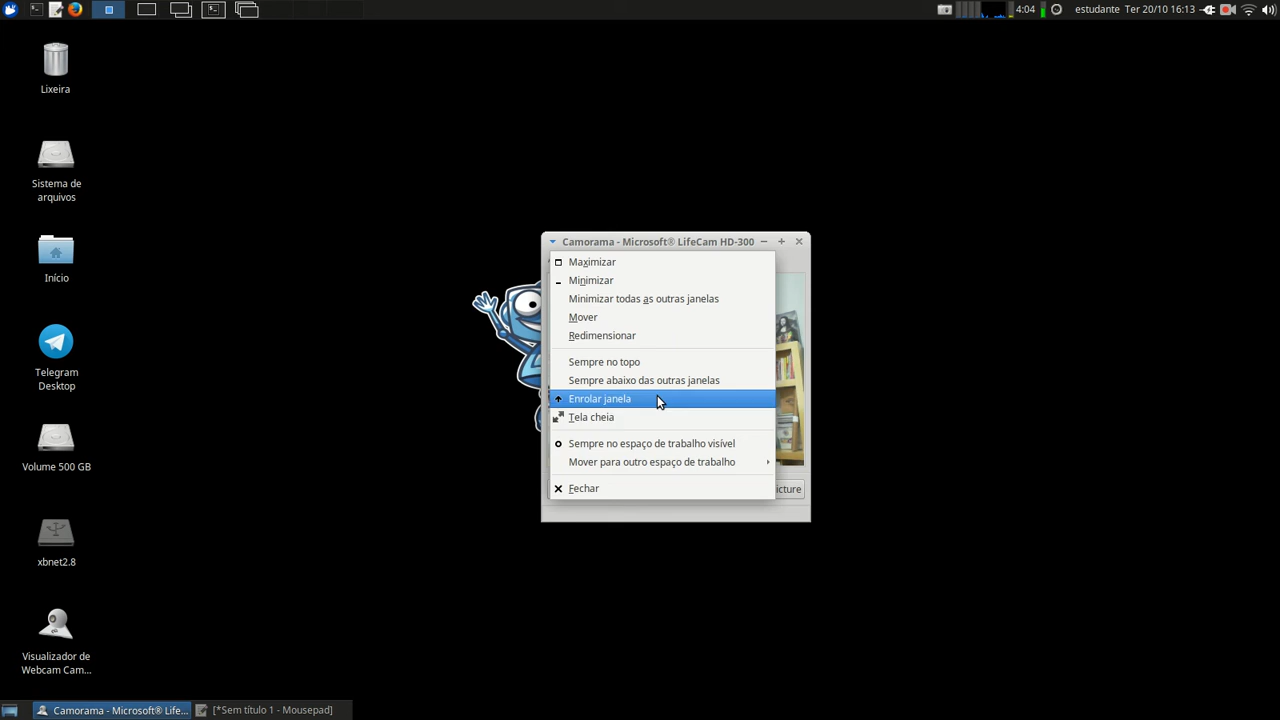 4:04
estudante
Ter 20/10 16:13
Lixeira
Sistema de
arquivos
Início
Telegram
Desktop
Volume 500 GB
xbnet2.8
Visualizador de
Webcam Cam...
Camorama - Microsoft® LifeCam HD-300
Maximizar
Minimizar
Minimizar todas as outras janelas
Mover
Redimensionar
Sempre no topo
Sempre abaixo das outras janelas
Enrolar janela
Tela cheia
Sempre no espaço de trabalho visível
Mover para outro espaço de trabalho
Fechar
icture
Camorama - Microsoft® Life...
[*Sem título 1 - Mousepad]